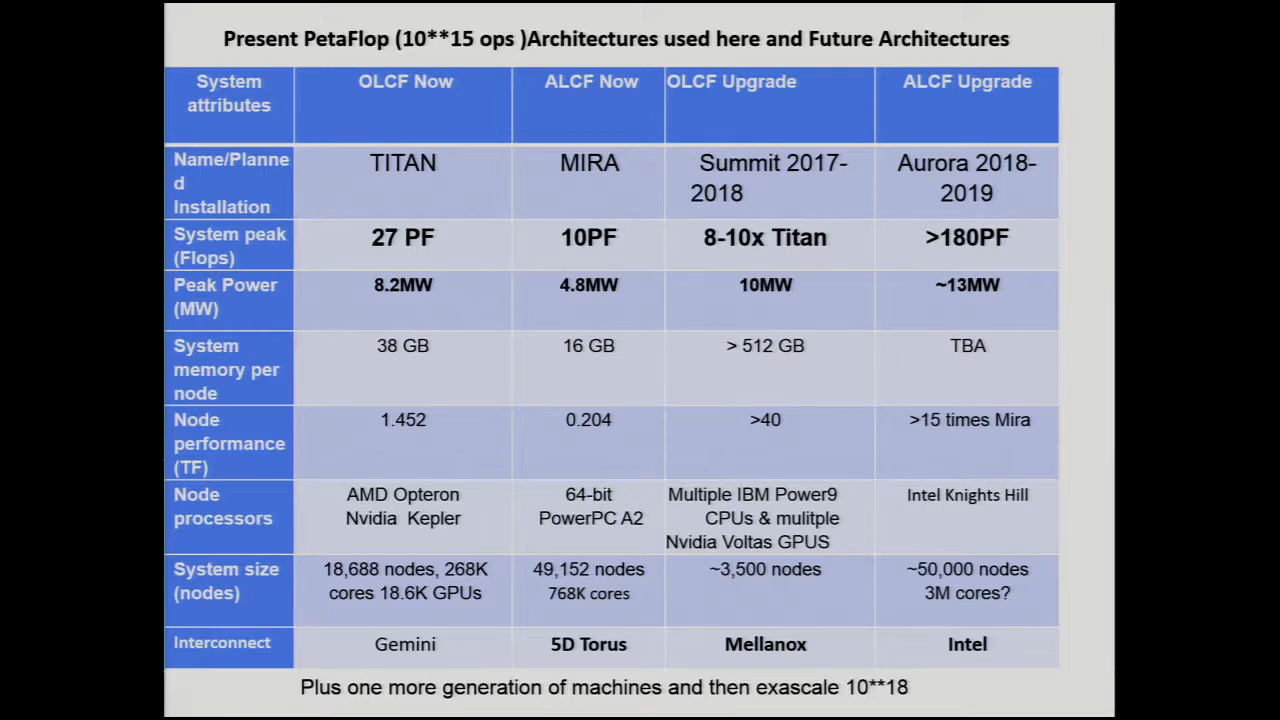 Present PetaFlop (10**15 ops )Architectures used here and Future Architectures
System attributes
OLCF Now
ALCF Now
OLCF Upgrade
ALCF Upgrade
Name/Planne
d
Installation
TITAN
MIRA
Summit 2017-
2018
Aurora 2018-
2019
System peak
(Flops)
27 PF
10PF
8-10x Titan
>180PF
Peak Power
(MW)
8.2MW
4.8MW
10MW
~13MW
System
memory per
node
38 GB
16 GB
> 512 GB
TBA
Node
performance
(TF)
1.452
0.204
>40
>15 times Mira
Node
processors
AMD Opteron
Nvidia Kepler
64-bit
PowerPC A2
Multiple IBM Power9
CPUs & mulitple
Nvidia Voltas GPUS
Intel Knights Hill
System size
(nodes)
18,688 nodes, 268K
cores 18.6K GPUs
49,152 nodes
768K cores
~3,500 nodes
~50,000 nodes
3M cores?
Interconnect
Gemini
5D Torus
Mellanox
Intel
Plus one more generation of machines and then exascale 10**18